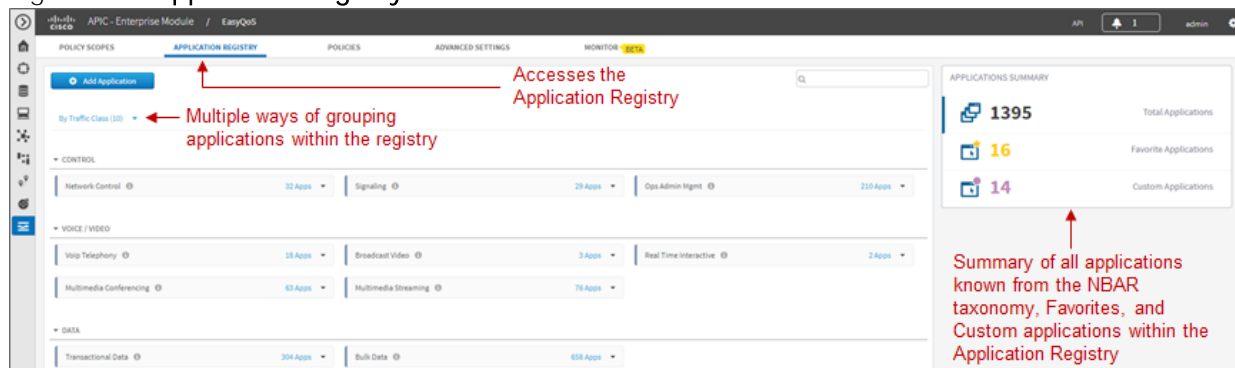 cisco APIC - Enterprise Module / EasyQoS API 1 admin
POLICY SCOPES APPLICATION REGISTRY POLICIES ADVANCED SETTINGS MONITOR BETA
Add Application
Accesses the
Application Registry
By Traffic Class (10)
Multiple ways of grouping
applications within the registry
CONTROL
Network Control 32 Apps Signaling 29 Apps Ops Admin Mgmt 210 Apps
VOICE / VIDEO
Voip Telephony 18 Apps Broadcast Video 3 Apps Real Time Interactive 2 Apps
Multimedia Conferencing 63 Apps Multimedia Streaming 76 Apps
DATA
Transactional Data 304 Apps Bulk Data 658 Apps
APPLICATIONS SUMMARY
1395 Total Applications
16 Favorite Applications
14 Custom Applications
Summary of all applications
known from the NBAR
taxonomy, Favorites, and
Custom applications within the
Application Registry